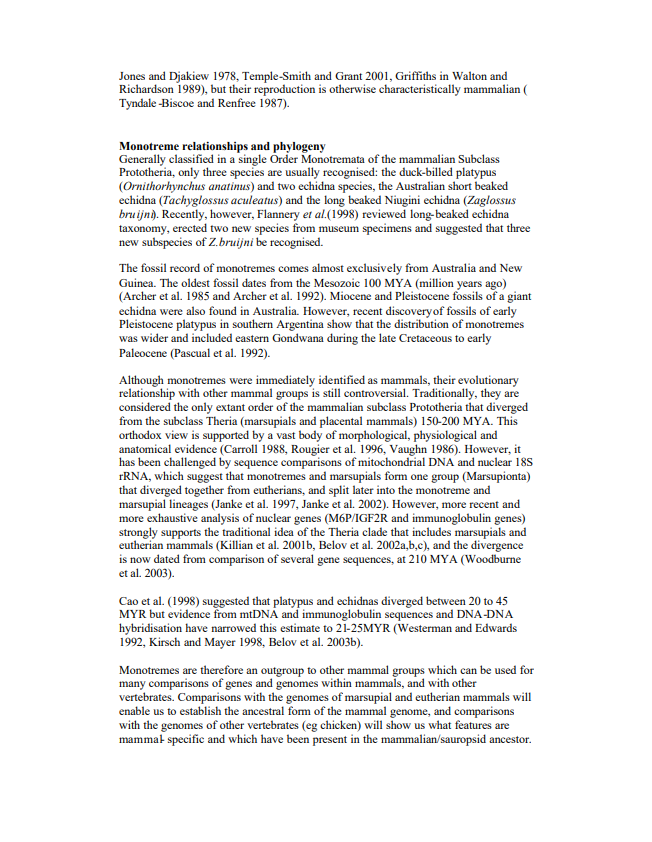 Jones and Djakiew 1978, Temple-Smith and Grant 2001, Griffiths in Walton and
Richardson 1989), but their reproduction is otherwise characteristically mammalian (
Tyndale-Biscoe and Renfree 1987).
Monotreme relationships and phylogeny
Generally classified in a single Order Monotremata of the mammalian Subclass
Prototheria, only three species are usually recognised: the duck-billed platypus
(Ornithorhynchus anatinus) and two echidna species, the Australian short beaked
echidna (Tachyglossus aculeatus) and the long beaked Niugini echidna (Zaglossus
bruijni). Recently, however, Flannery et al.(1998) reviewed long-beaked echidna
taxonomy, erected two new species from museum specimens and suggested that three
new subspecies of Z.bruijni be recognised.
The fossil record of monotremes comes almost exclusively from Australia and New
Guinea. The oldest fossil dates from the Mesozoic 100 MYA (million years ago)
(Archer et al. 1985 and Archer et al. 1992). Miocene and Pleistocene fossils of a giant
echidna were also found in Australia. However, recent discovery of fossils of early
Pleistocene platypus in southern Argentina show that the distribution of monotremes
was wider and included eastern Gondwana during the late Cretaceous to early
Paleocene (Pascual et al. 1992).
Although monotremes were immediately identified as mammals, their evolutionary
relationship with other mammal groups is still controversial. Traditionally, they are
considered the only extant order of the mammalian subclass Prototheria that diverged
from the subclass Theria (marsupials and placental mammals) 150-200 MYA. This
orthodox view is supported by a vast body of morphological, physiological and
anatomical evidence (Carroll 1988, Rougier et al. 1996, Vaughn 1986). However, it
has been challenged by sequence comparisons of mitochondrial DNA and nuclear 18S
rRNA, which suggest that monotremes and marsupials form one group (Marsupionta)
that diverged together from eutherians, and split later into the monotreme and
marsupial lineages (Janke et al. 1997, Janke et al. 2002). However, more recent and
more exhaustive analysis of nuclear genes (M6P/IGF2R and immunoglobulin genes)
strongly supports the traditional idea of the Theria clade that includes marsupials and
eutherian mammals (Killian et al. 2001b, Belov et al. 2002a,b,c), and the divergence
is now dated from comparison of several gene sequences, at 210 MYA (Woodburne
et al. 2003).
Cao et al. (1998) suggested that platypus and echidnas diverged between 20 to 45
MYR but evidence from mtDNA and immunoglobulin sequences and DNA-DNA
hybridisation have narrowed this estimate to 21-25MYR (Westerman and Edwards
1992, Kirsch and Mayer 1998, Belov et al. 2003b).
Monotremes are therefore an outgroup to other mammal groups which can be used for
many comparisons of genes and genomes within mammals, and with other
vertebrates. Comparisons with the genomes of marsupial and eutherian mammals will
enable us to establish the ancestral form of the mammal genome, and comparisons
with the genomes of other vertebrates (eg chicken) will show us what features are
mammal-specific and which have been present in the mammalian/sauropsid ancestor.